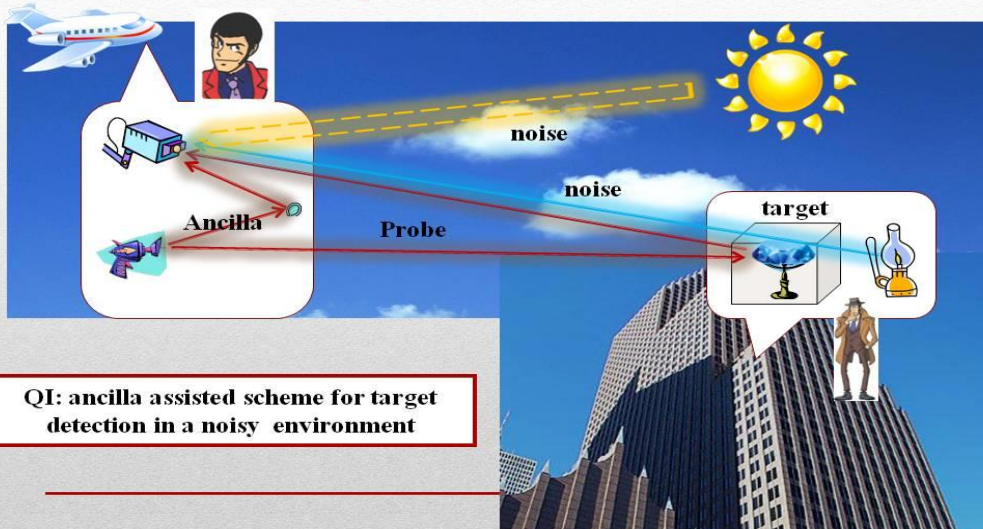 noise
noise
target
Ancilla
Probe
QI: ancilla assisted scheme for target
detection in a noisy environment